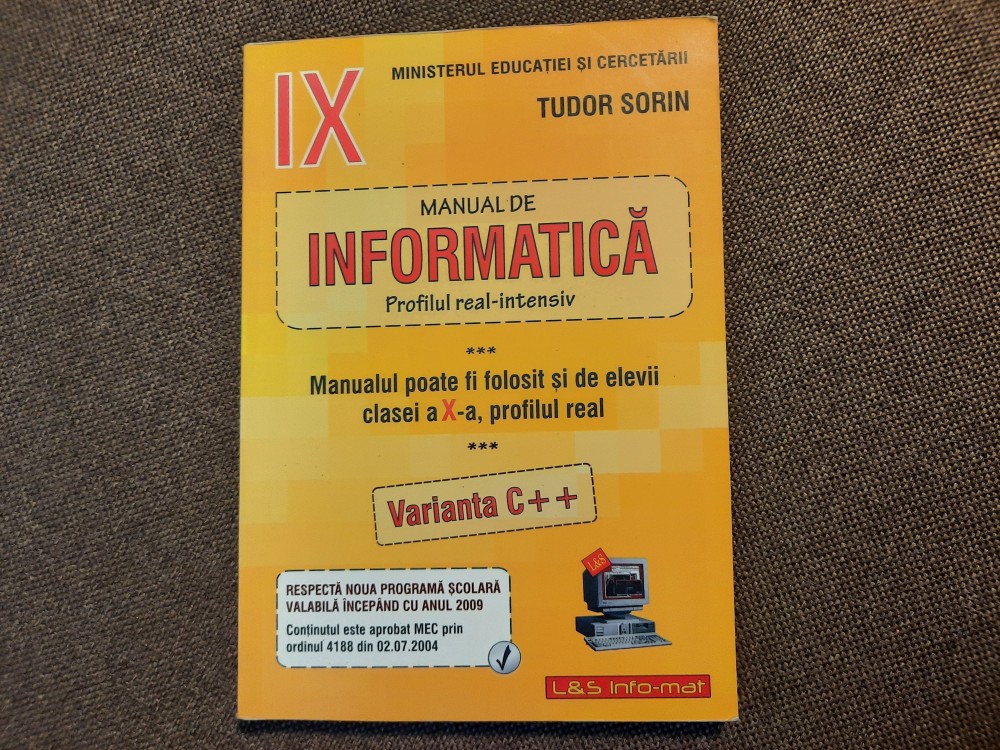 IX
MINISTERUL EDUCAȚIEI ȘI CERCETĂRII
TUDOR SORIN
MANUAL DE
INFORMATICĂ
Profilul real-intensiv
***
Manualul poate fi folosit și de elevii
clasei a X-a, profilul real
***
Varianta C++
RESPECTĂ NOUA PROGRAMĂ ȘCOLARĂ
VALABILĂ ÎNCEPÂND CU ANUL 2009
Conținutul este aprobat MEC prin
ordinul 4188 din 02.07.2004
L&S
L&S Info-mat